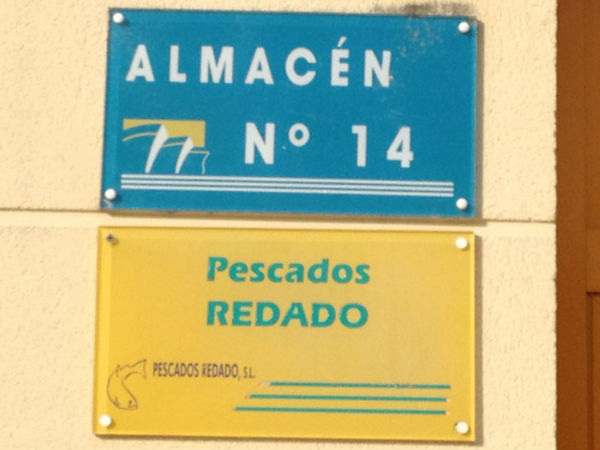 ALMACÉN
Nº 14
Pescados
REDADO
PESCADOS REDADO, S.L.